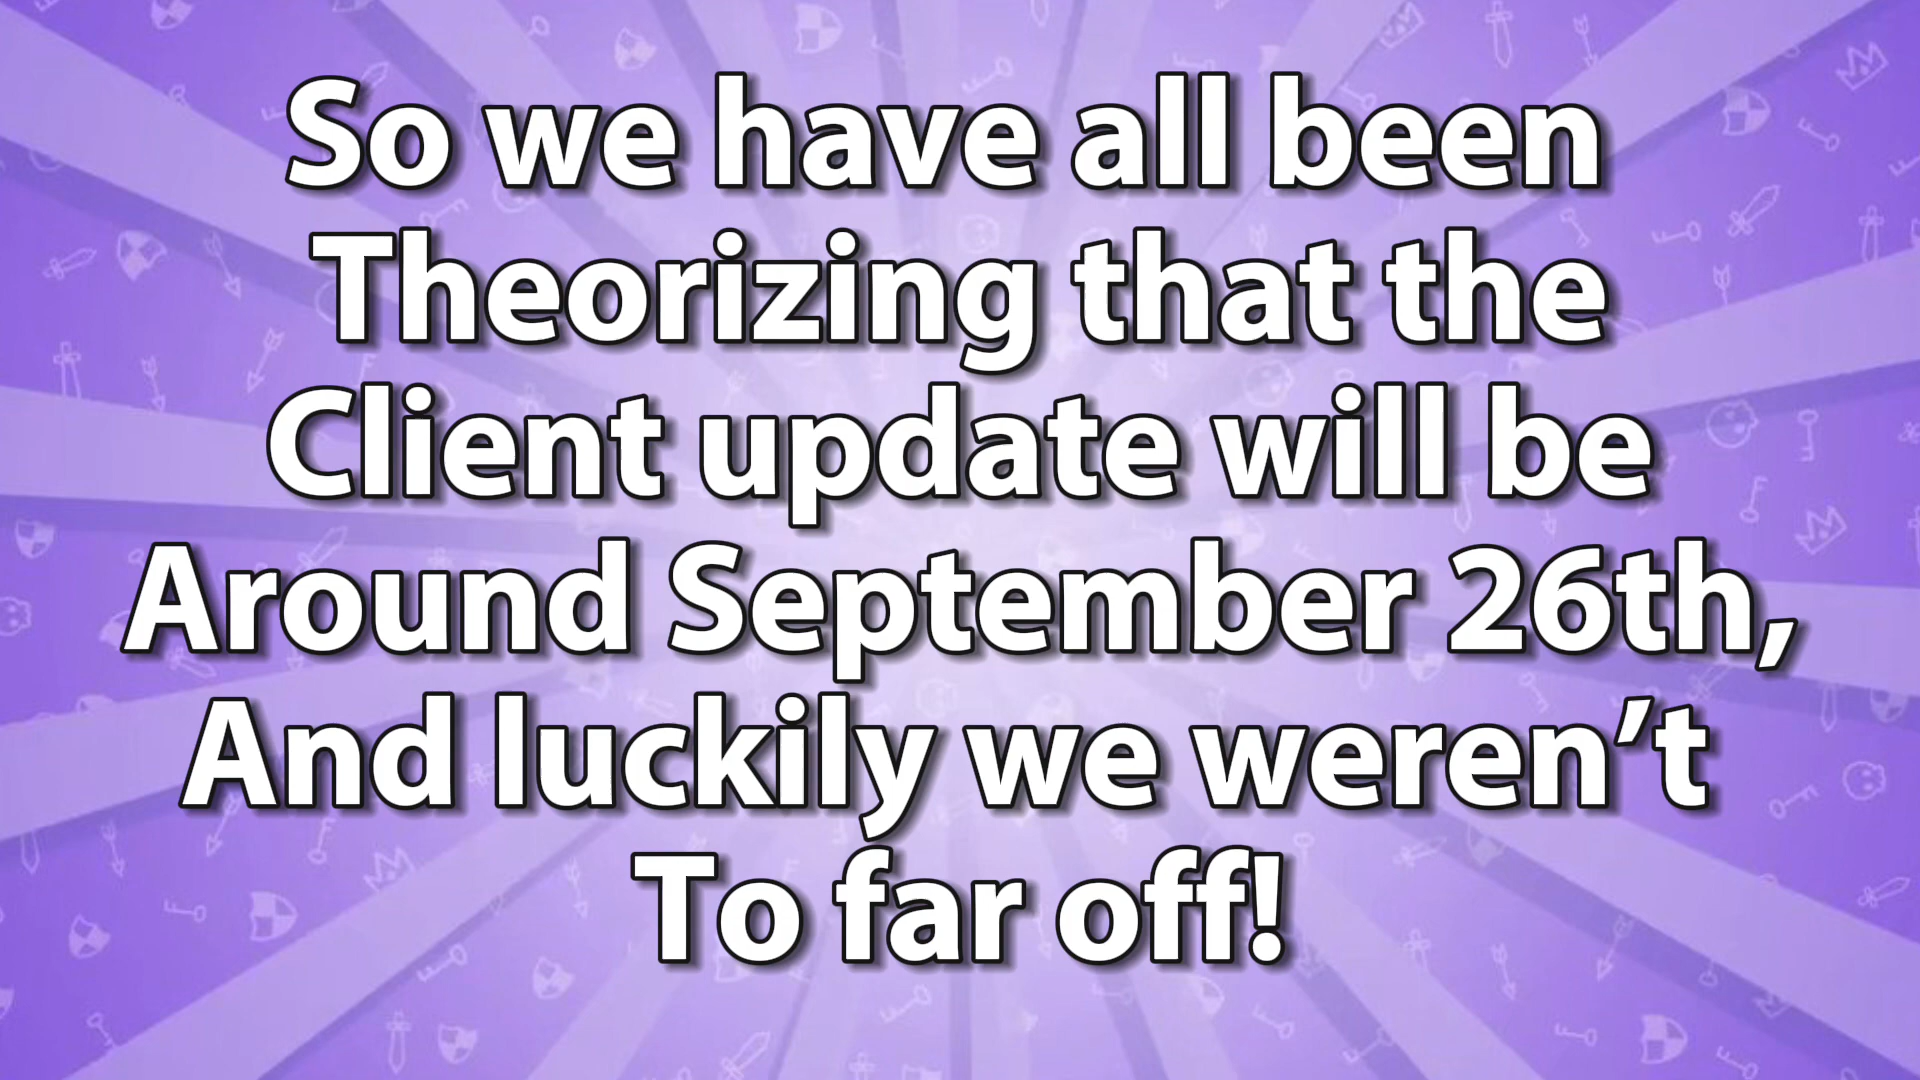 So we have all been
Theorizing that the
Client update will be
Around September 26th,
And luckily we weren’t
To far off!